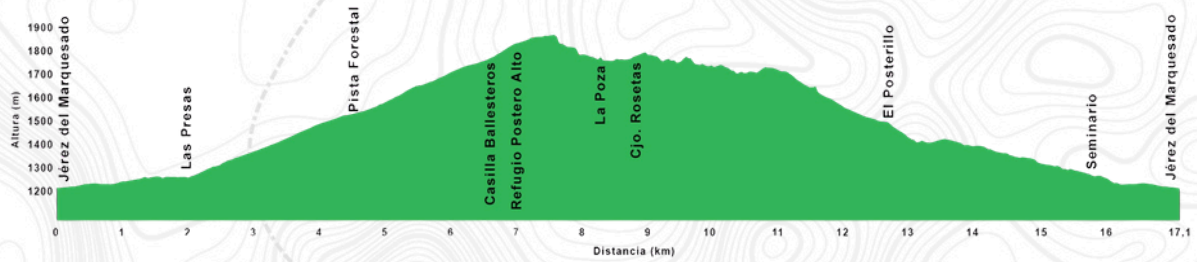 Altura (m)
1900
1800
1700
1600
1500
1400
1300
1200
Jérez del Marquesado
Las Presas
Pista Forestal
Casilla Ballesteros
Refugio Postero Alto
La Poza
Cjo. Rosetas
El Posterillo
Seminario
Jérez del Marquesado
0 1 2 3 4 5 6 7 8 9 10 11 12 13 14 15 16 17,1
Distancia (km)